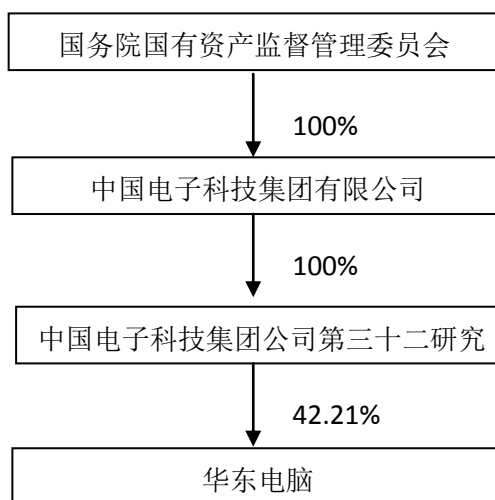 国务院国有资产监督管理委员会
100%
中国电子科技集团有限公司
100%
中国电子科技集团公司第三十二研究
42.21%
华东电脑